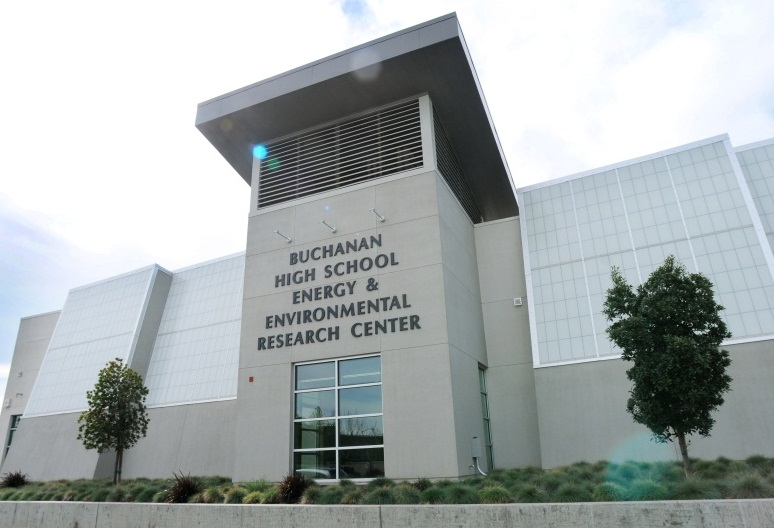 BUCHANAN
HIGH SCHOOL
ENERGY &
ENVIRONMENTAL
RESEARCH CENTER